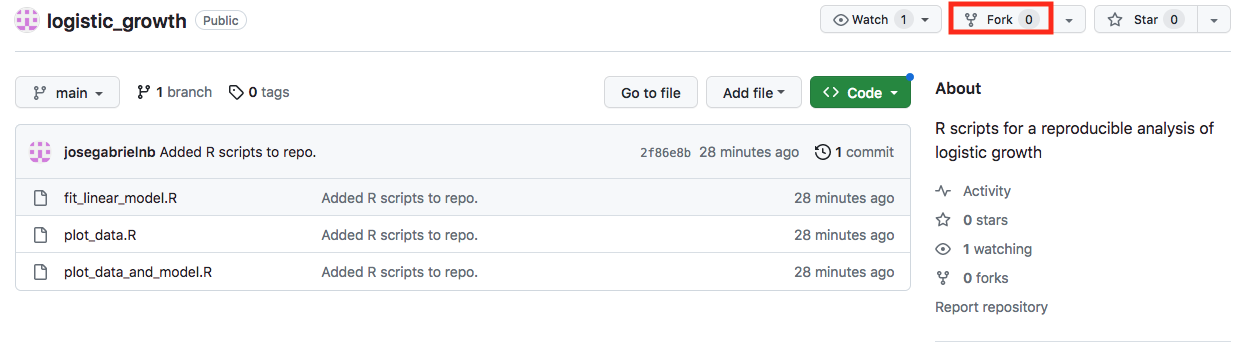 logistic_growth Public Watch 1 Fork 0 Star 0
main 1 branch 0 tags Go to file Add file Code
About
R scripts for a reproducible analysis of
logistic growth
josegabrielnb Added R scripts to repo. 2f86e8b 28 minutes ago 1 commit
fit_linear_model.R Added R scripts to repo. 28 minutes ago
plot_data.R Added R scripts to repo. 28 minutes ago
plot_data_and_model.R Added R scripts to repo. 28 minutes ago
Activity
0 stars
1 watching
0 forks
Report repository